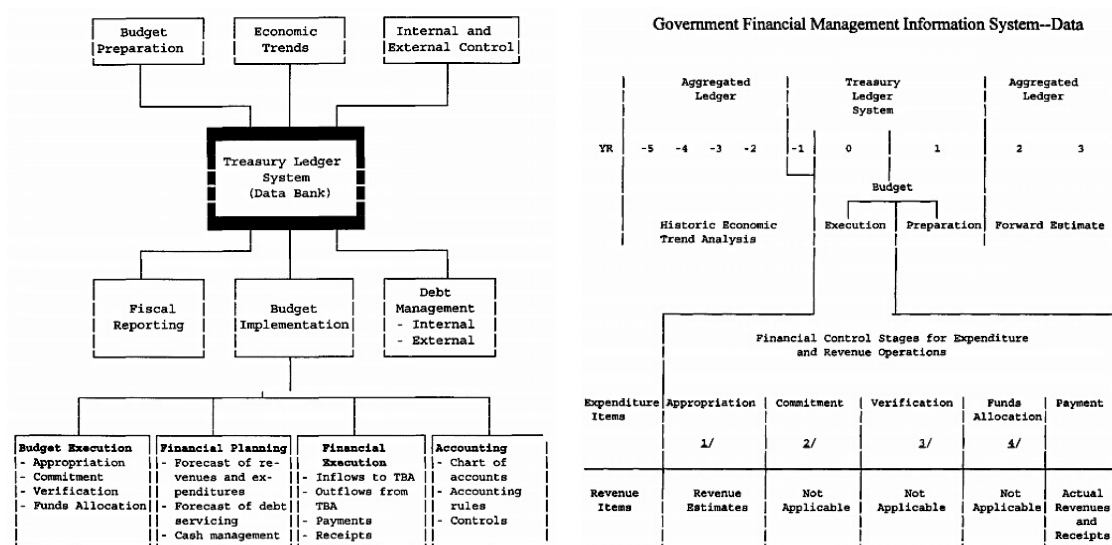 Budget
Preparation
Economic
Trends
Internal and
External Control
Treasury Ledger
System
(Data Bank)
Fiscal
Reporting
Budget
Implementation
Debt
Management
- Internal
- External
Budget Execution
- Appropriation
- Commitment
- Verification
- Funds Allocation
Financial Planning
- Forecast of re-
venues and ex-
penditures
- Forecast of debt
servicing
- Cash management
Financial
Execution
- Inflows to TBA
- Outflows from
TBA
- Payments
- Receipts
Accounting
- Chart of
accounts
- Accounting
rules
- Controls
Government Financial Management Information System--Data
Aggregated
Ledger
Treasury
Ledger
System
Aggregated
Ledger
YR -5 -4 -3 -2 -1 0 1 2 3
Budget
Historic Economic
Trend Analysis
Execution
Preparation
Forward Estimate
Financial Control Stages for Expenditure
and Revenue Operations
Expenditure
Items
Appropriation
1/
Commitment
2/
Verification
3/
Funds
Allocation
4/
Payment
Revenue
Items
Revenue
Estimates
Not
Applicable
Not
Applicable
Not
Applicable
Actual
Revenues
and
Receipts